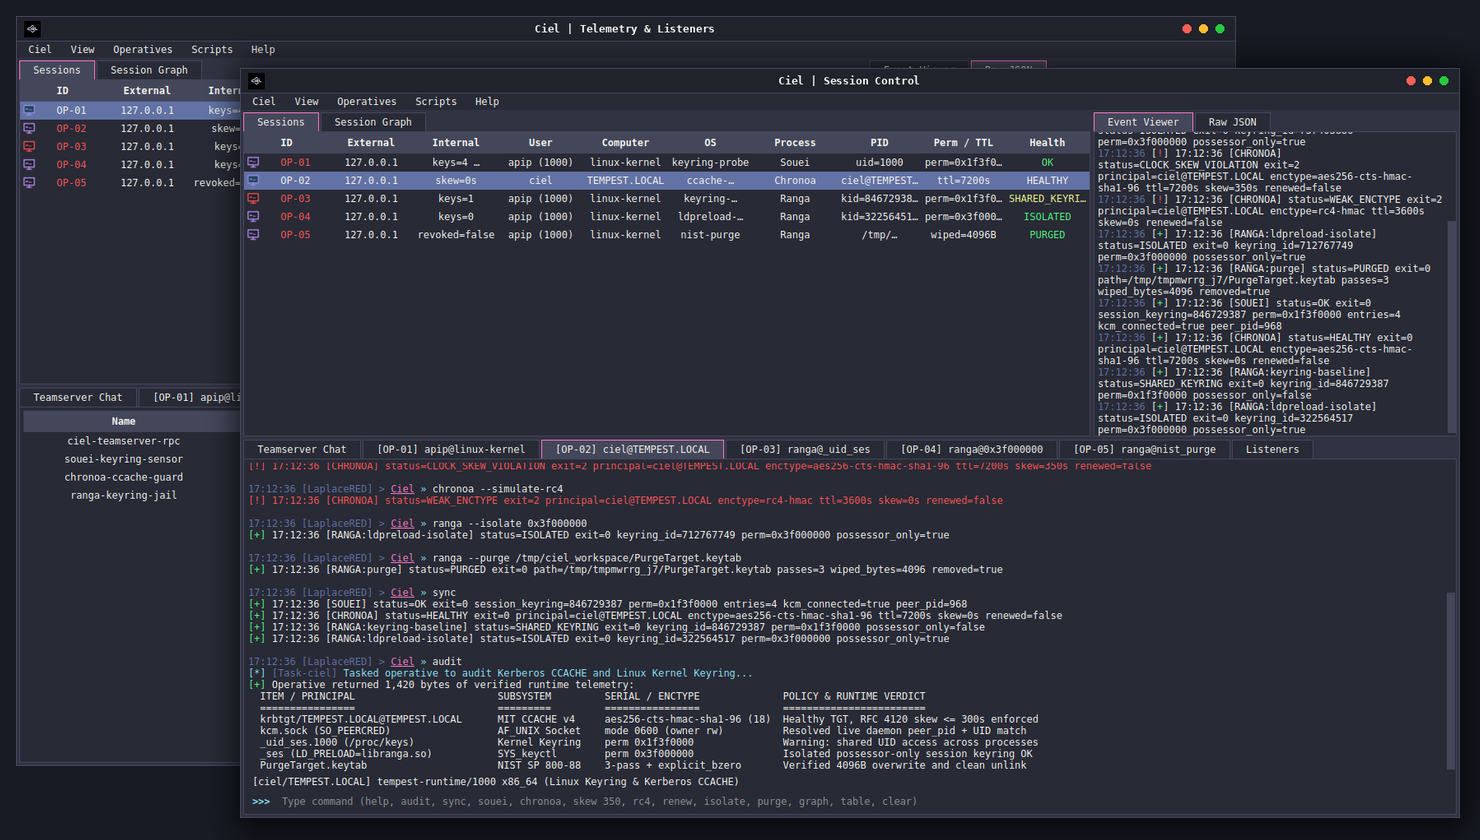 Ciel | Telemetry & Listeners
Ciel View Operatives Scripts Help
Sessions Session Graph
ID External
OP-01 127.0.0.1
OP-02 127.0.0.1
OP-03 127.0.0.1
OP-04 127.0.0.1
OP-05 127.0.0.1
Teamserver Chat
Name
ciel-teamserver-rpc
souei-keyring-sensor
chronoa-ccache-guard
ranga-keyring-jail
Ciel | Session Control
Ciel View Operatives Scripts Help
Sessions Session Graph
ID External Internal User Computer OS Process PID Perm / TTL Health
OP-01 127.0.0.1 keys=4 … apip (1000) linux-kernel keyring-probe Souei uid=1000 perm=0x1f3f0… OK
OP-02 127.0.0.1 skew=0s ciel TEMPEST.LOCAL ccache-… Chronoa ciel@TEMPEST… ttl=7200s HEALTHY
OP-03 127.0.0.1 keys=1 apip (1000) linux-kernel keyring-… Ranga kid=84672938… perm=0x1f3f0… SHARED_KEYRI…
OP-04 127.0.0.1 keys=0 apip (1000) linux-kernel ldpreload-… Ranga kid=32256451… perm=0x3f000… ISOLATED
OP-05 127.0.0.1 revoked=false apip (1000) linux-kernel nist-purge Ranga /tmp/… wiped=4096B PURGED
Event Viewer Raw JSON
perm=0x3f000000 possessor_only=true
17:12:36 [!] 17:12:36 [CHRONOA]
status=CLOCK_SKEW_VIOLATION exit=2
principal=ciel@TEMPEST.LOCAL enctype=aes256-cts-hmac-
sha1-96 ttl=7200s skew=350s renewed=false
17:12:36 [!] 17:12:36 [CHRONOA] status=WEAK_ENCTYPE exit=2
principal=ciel@TEMPEST.LOCAL enctype=rc4-hmac ttl=3600s
skew=0s renewed=false
17:12:36 [+] 17:12:36 [RANGA:ldpreload-isolate]
status=ISOLATED exit=0 keyring_id=712767749
perm=0x3f000000 possessor_only=true
17:12:36 [+] 17:12:36 [RANGA:purge] status=PURGED exit=0
path=/tmp/tmpmwrrg_j7/PurgeTarget.keytab passes=3
wiped_bytes=4096 removed=true
17:12:36 [+] 17:12:36 [SOUEI] status=OK exit=0
session_keyring=846729387 perm=0x1f3f0000 entries=4
kcm_connected=true peer_pid=968
17:12:36 [+] 17:12:36 [CHRONOA] status=HEALTHY exit=0
principal=ciel@TEMPEST.LOCAL enctype=aes256-cts-hmac-
sha1-96 ttl=7200s skew=0s renewed=false
17:12:36 [+] 17:12:36 [RANGA:keyring-baseline]
status=SHARED_KEYRING exit=0 keyring_id=846729387
perm=0x1f3f0000 possessor_only=false
17:12:36 [+] 17:12:36 [RANGA:ldpreload-isolate]
status=ISOLATED exit=0 keyring_id=322564517
perm=0x3f000000 possessor_only=true
Teamserver Chat [OP-01] apip@linux-kernel [OP-02] ciel@TEMPEST.LOCAL [OP-03] ranga@_uid_ses [OP-04] ranga@0x3f000000 [OP-05] ranga@nist_purge Listeners
[!] 17:12:36 [CHRONOA] status=CLOCK_SKEW_VIOLATION exit=2 principal=ciel@TEMPEST.LOCAL enctype=aes256-cts-hmac-sha1-96 ttl=7200s skew=350s renewed=false
17:12:36 [LaplaceRED] > Ciel » chronoa --simulate-rc4
[!] 17:12:36 [CHRONOA] status=WEAK_ENCTYPE exit=2 principal=ciel@TEMPEST.LOCAL enctype=rc4-hmac ttl=3600s skew=0s renewed=false
17:12:36 [LaplaceRED] > Ciel » ranga --isolate 0x3f000000
[+] 17:12:36 [RANGA:ldpreload-isolate] status=ISOLATED exit=0 keyring_id=712767749 perm=0x3f000000 possessor_only=true
17:12:36 [LaplaceRED] > Ciel » ranga --purge /tmp/ciel_workspace/PurgeTarget.keytab
[+] 17:12:36 [RANGA:purge] status=PURGED exit=0 path=/tmp/tmpmwrrg_j7/PurgeTarget.keytab passes=3 wiped_bytes=4096 removed=true
17:12:36 [LaplaceRED] > Ciel » sync
[+] 17:12:36 [SOUEI] status=OK exit=0 session_keyring=846729387 perm=0x1f3f0000 entries=4 kcm_connected=true peer_pid=968
[+] 17:12:36 [CHRONOA] status=HEALTHY exit=0 principal=ciel@TEMPEST.LOCAL enctype=aes256-cts-hmac-sha1-96 ttl=7200s skew=0s renewed=false
[+] 17:12:36 [RANGA:keyring-baseline] status=SHARED_KEYRING exit=0 keyring_id=846729387 perm=0x1f3f0000 possessor_only=false
[+] 17:12:36 [RANGA:ldpreload-isolate] status=ISOLATED exit=0 keyring_id=322564517 perm=0x3f000000 possessor_only=true
17:12:36 [LaplaceRED] > Ciel » audit
[*] [Task-ciel] Tasked operative to audit Kerberos CCACHE and Linux Kernel Keyring...
[+] Operative returned 1,420 bytes of verified runtime telemetry:
ITEM / PRINCIPAL SUBSYSTEM SERIAL / ENCTYPE POLICY & RUNTIME VERDICT
================ ========= ================ ========================
krbtgt/TEMPEST.LOCAL@TEMPEST.LOCAL MIT CCACHE v4 aes256-cts-hmac-sha1-96 (18) Healthy TGT, RFC 4120 skew <= 300s enforced
kcm.sock (SO_PEERCRED) AF_UNIX Socket mode 0600 (owner rw) Resolved live daemon peer_pid + UID match
_uid_ses.1000 (/proc/keys) Kernel Keyring perm 0x1f3f0000 Warning: shared UID access across processes
_ses (LD_PRELOAD=libranga.so) SYS_keyctl perm 0x3f000000 Isolated possessor-only session keyring OK
PurgeTarget.keytab NIST SP 800-88 3-pass + explicit_bzero Verified 4096B overwrite and clean unlink
[ciel/TEMPEST.LOCAL] tempest-runtime/1000 x86_64 (Linux Keyring & Kerberos CCACHE)
>>> Type command (help, audit, sync, souei, chronoa, skew 350, rc4, renew, isolate, purge, graph, table, clear)